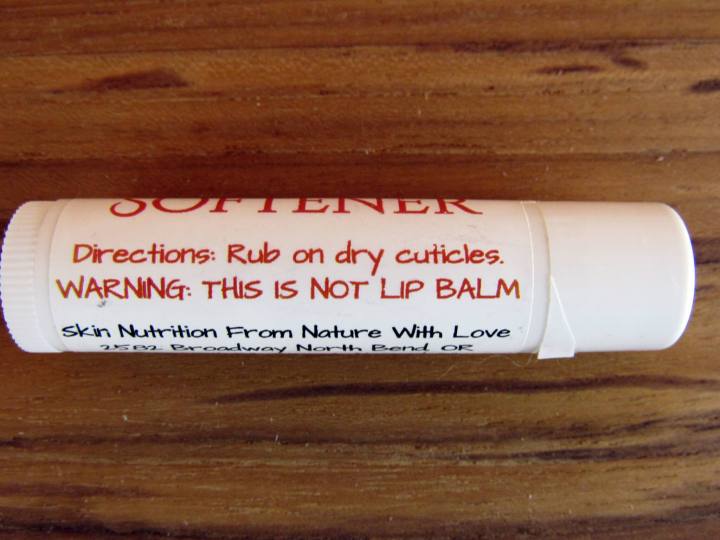 SOFTENER
Directions: Rub on dry cuticles.
WARNING: THIS IS NOT LIP BALM
Skin Nutrition From Nature With Love
2582 Broadway North Bend, OR